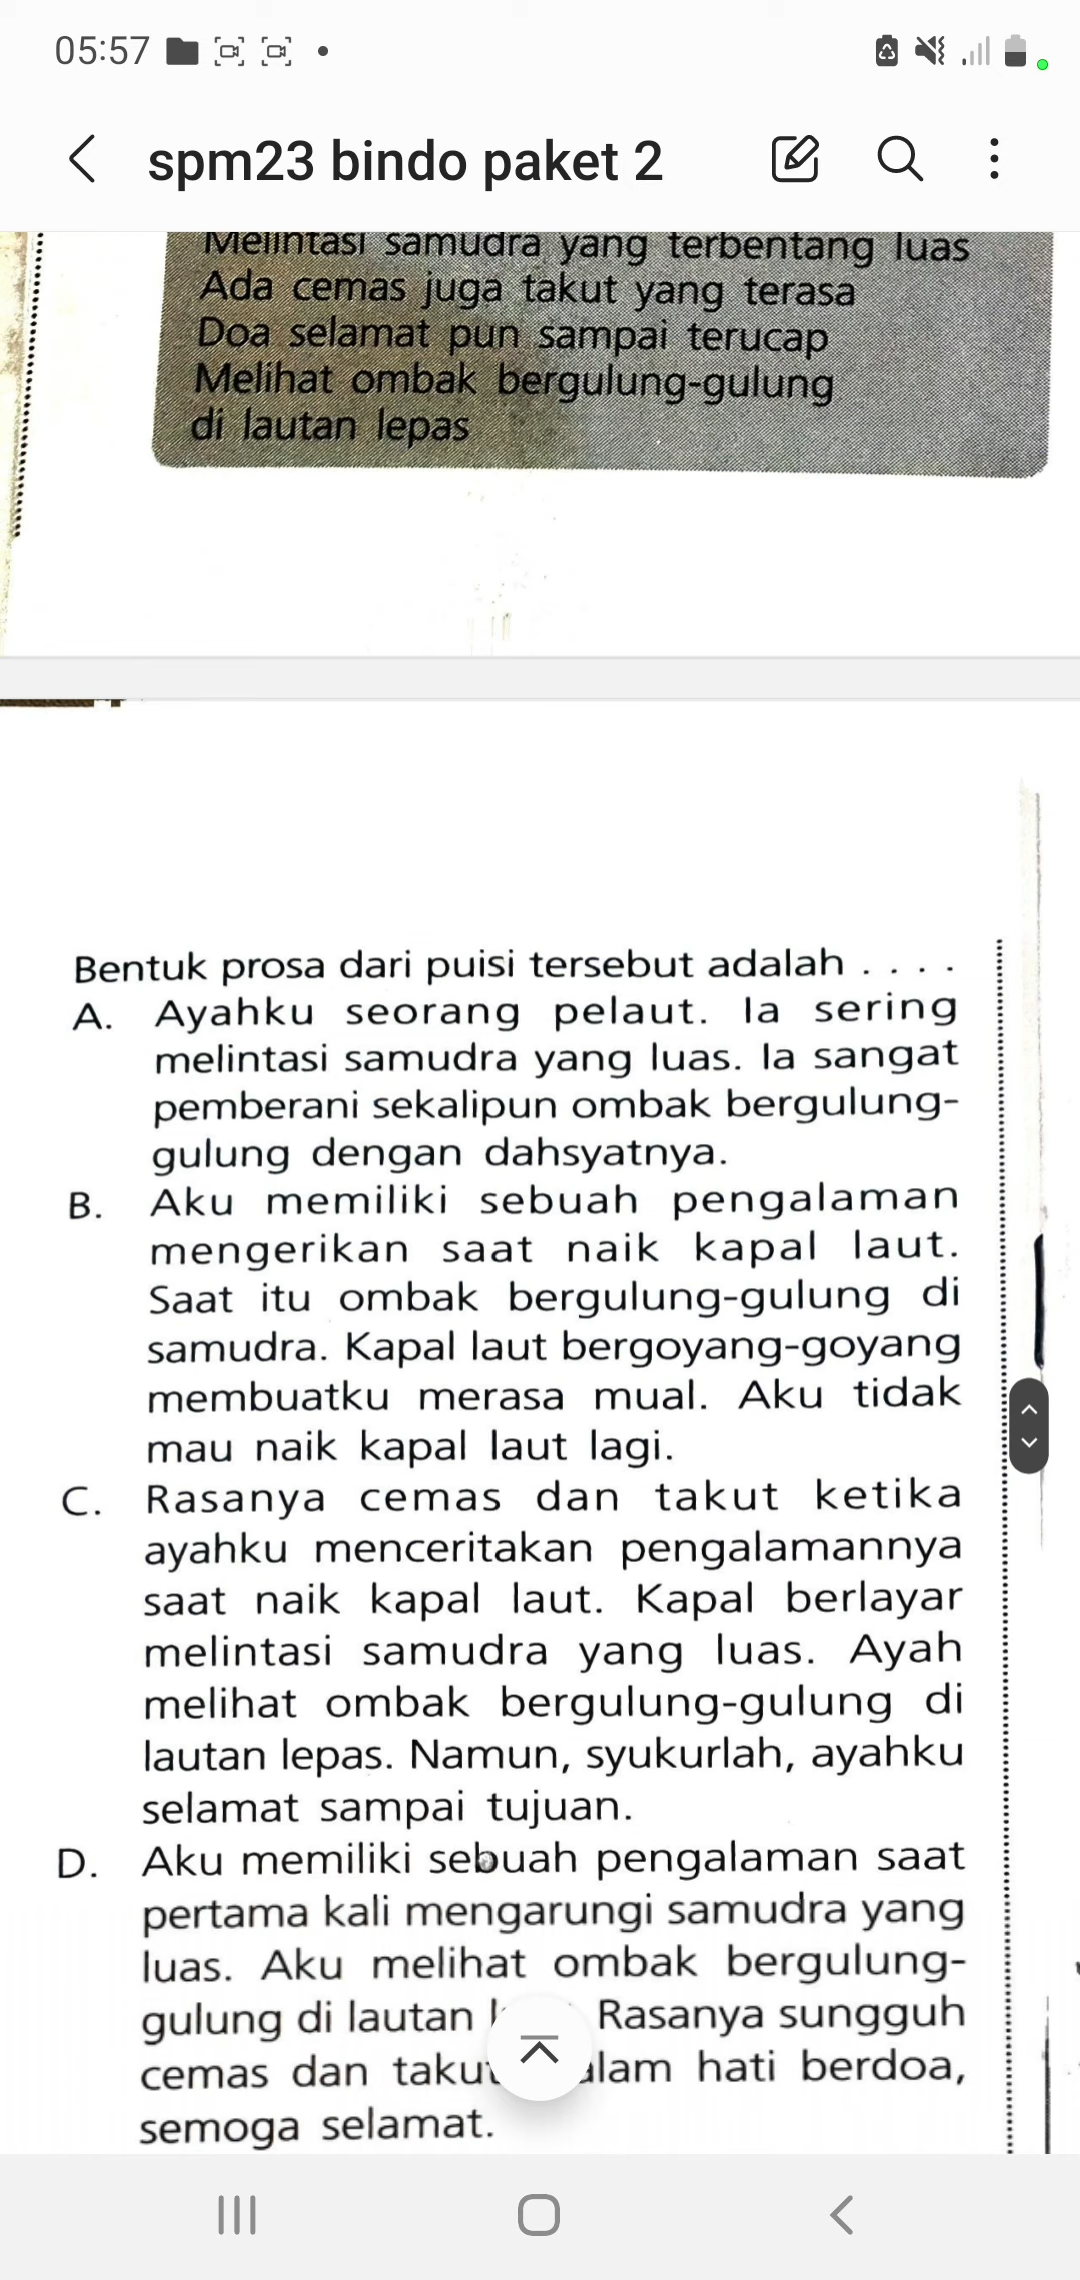 05:57
spm23 bindo paket 2
Melintasi samudra yang terbentang luas
Ada cemas juga takut yang terasa
Doa selamat pun sampai terucap
Melihat ombak bergulung-gulung
di lautan lepas
Bentuk prosa dari puisi tersebut adalah . . . .
A. Ayahku seorang pelaut. Ia sering
melintasi samudra yang luas. Ia sangat
pemberani sekalipun ombak bergulung-
gulung dengan dahsyatnya.
B. Aku memiliki sebuah pengalaman
mengerikan saat naik kapal laut.
Saat itu ombak bergulung-gulung di
samudra. Kapal laut bergoyang-goyang
membuatku merasa mual. Aku tidak
mau naik kapal laut lagi.
C. Rasanya cemas dan takut ketika
ayahku menceritakan pengalamannya
saat naik kapal laut. Kapal berlayar
melintasi samudra yang luas. Ayah
melihat ombak bergulung-gulung di
lautan lepas. Namun, syukurlah, ayahku
selamat sampai tujuan.
D. Aku memiliki sebuah pengalaman saat
pertama kali mengarungi samudra yang
luas. Aku melihat ombak bergulung-
gulung di lautan Rasanya sungguh
cemas dan takut hati berdoa,
semoga selamat.